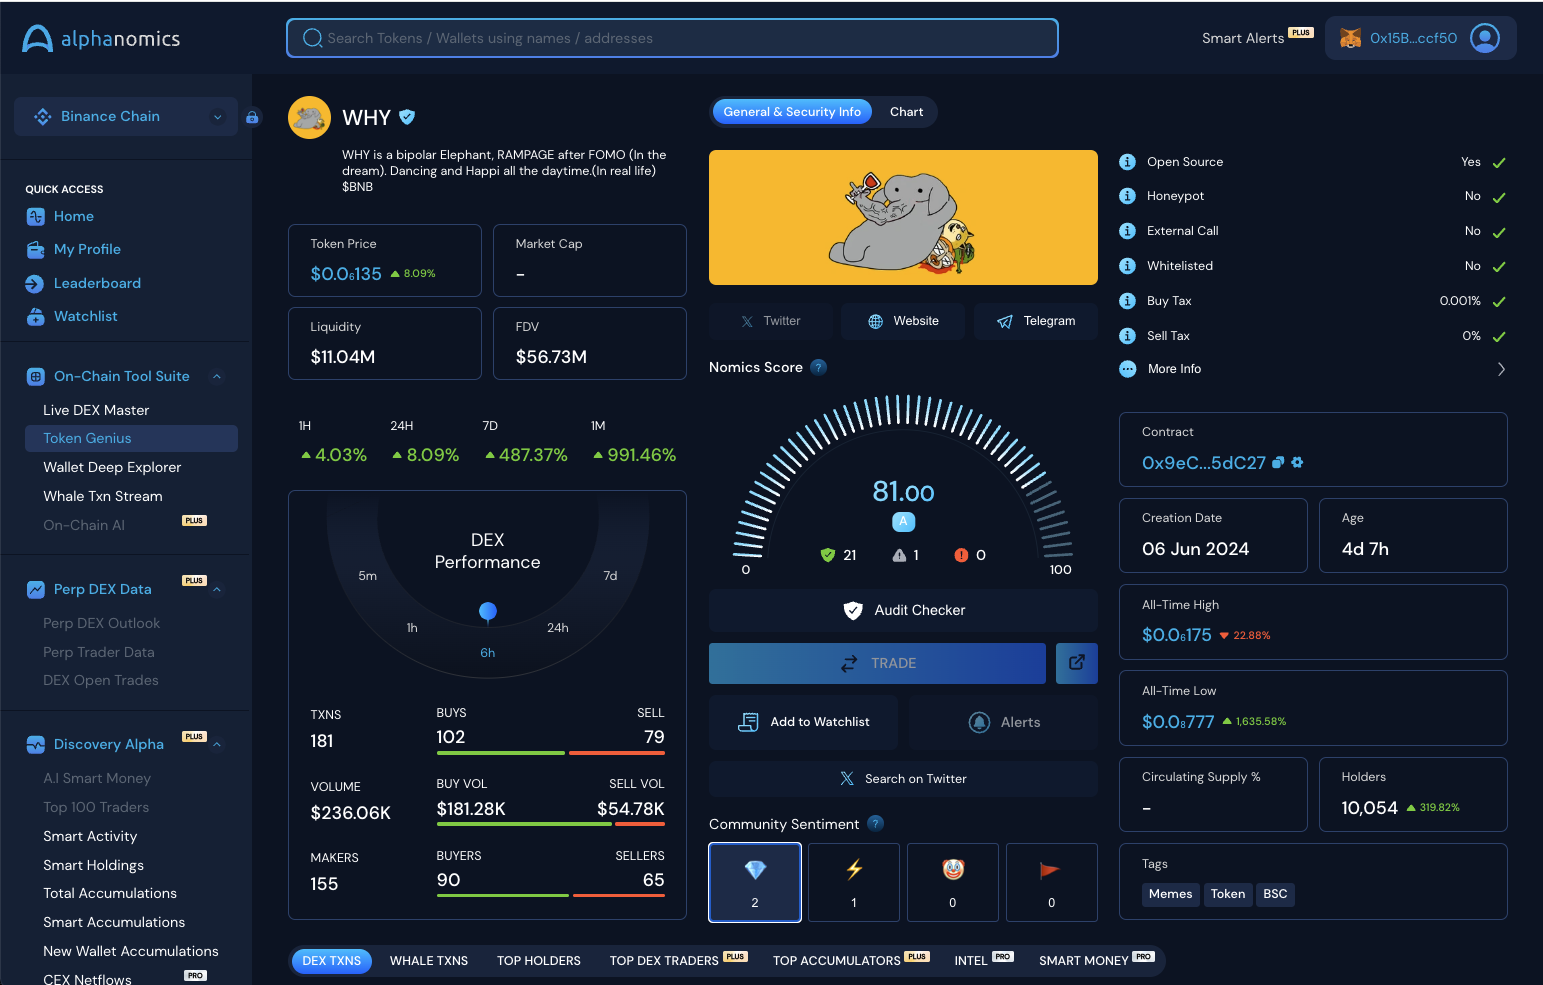 alphanomics
Search Tokens / Wallets using names / addresses
Smart Alerts PLUS
0x15B...ccf50
Binance Chain
QUICK ACCESS
Home
My Profile
Leaderboard
Watchlist
On-Chain Tool Suite
Live DEX Master
Token Genius
Wallet Deep Explorer
Whale Txn Stream
On-Chain AI PLUS
Perp DEX Data PLUS
Perp DEX Outlook
Perp Trader Data
DEX Open Trades
Discovery Alpha PLUS
A.I Smart Money
Top 100 Traders
Smart Activity
Smart Holdings
Total Accumulations
Smart Accumulations
New Wallet Accumulations
CEX Netflows PRO
WHY
WHY is a bipolar Elephant, RAMPAGE after FOMO (In the
dream). Dancing and Happi all the daytime.(In real life)
$BNB
Token Price
$0.0₆135 8.09%
Market Cap
-
Liquidity
$11.04M
FDV
$56.73M
1H 24H 7D 1M
4.03% 8.09% 487.37% 991.46%
DEX
Performance
5m 7d
1h 24h
6h
TXNS BUYS SELL
181 102 79
VOLUME BUY VOL SELL VOL
$236.06K $181.28K $54.78K
MAKERS BUYERS SELLERS
155 90 65
General & Security Info Chart
Twitter Website Telegram
Nomics Score ?
81.00
A
21 1 0
0 100
Audit Checker
TRADE
Add to Watchlist Alerts
Search on Twitter
Community Sentiment ?
2 1 0 0
Open Source Yes
Honeypot No
External Call No
Whitelisted No
Buy Tax 0.001%
Sell Tax 0%
More Info
Contract
0x9eC...5dC27
Creation Date
06 Jun 2024
Age
4d 7h
All-Time High
$0.0₆175 22.88%
All-Time Low
$0.0₈777 1,635.58%
Circulating Supply %
-
Holders
10,054 319.82%
Tags
Memes Token BSC
DEX TXNS WHALE TXNS TOP HOLDERS TOP DEX TRADERS PLUS TOP ACCUMULATORS PLUS INTEL PRO SMART MONEY PRO